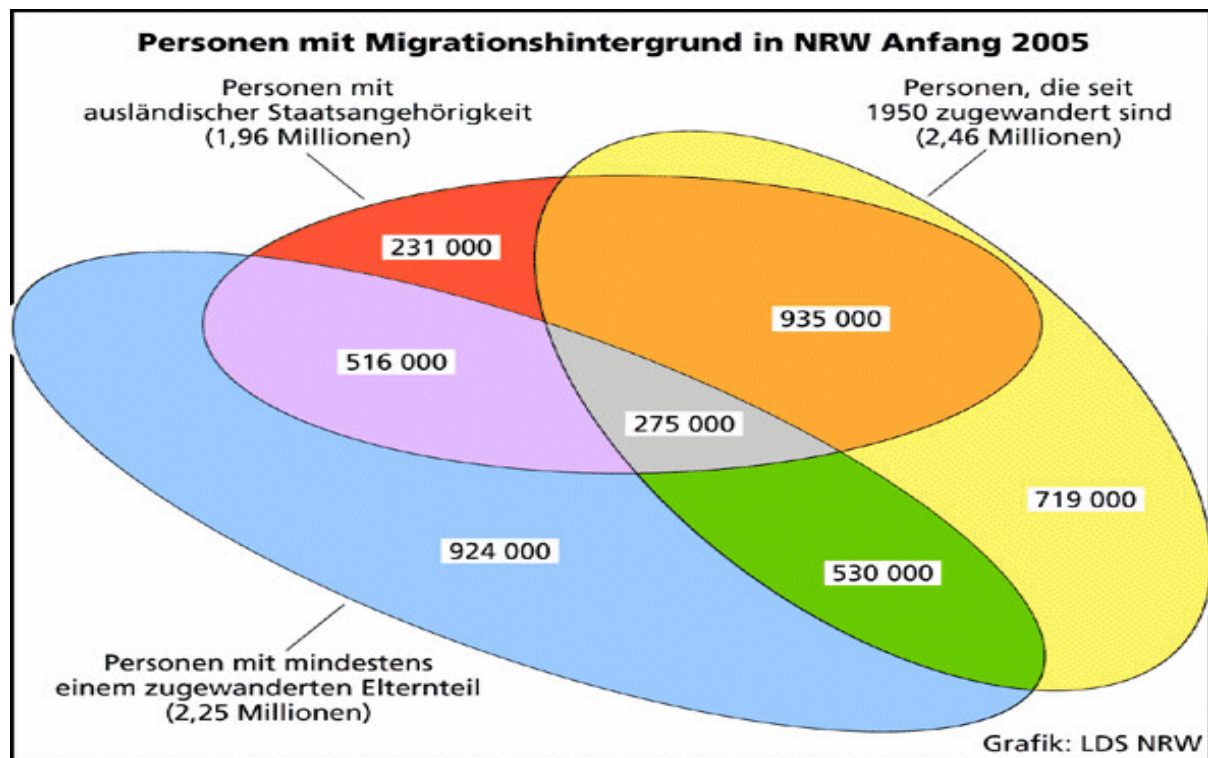 Personen mit Migrationshintergrund in NRW Anfang 2005
Personen mit
ausländischer Staatsangehörigkeit
(1,96 Millionen)
Personen, die seit
1950 zugewandert sind
(2,46 Millionen)
231 000
935 000
516 000
275 000
719 000
924 000
530 000
Personen mit mindestens
einem zugewanderten Elternteil
(2,25 Millionen)
Grafik: LDS NRW